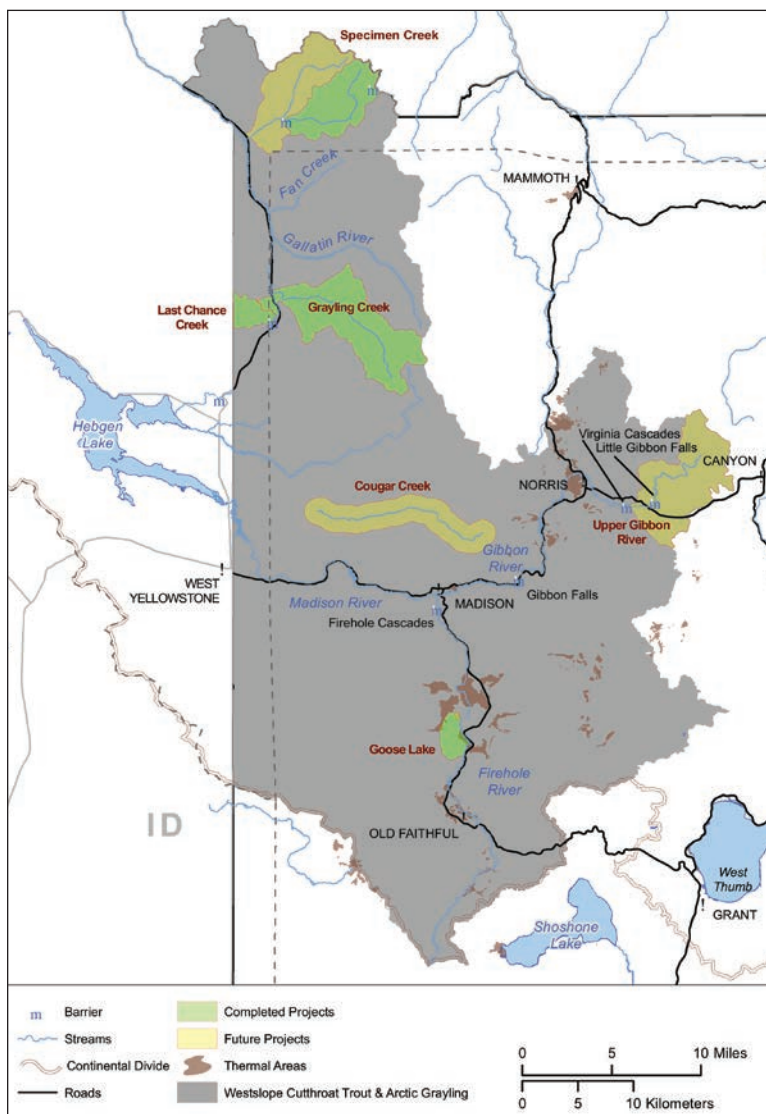 Specimen Creek
m
m
Fan Creek
MAMMOTH
Gallatin River
Last Chance
Creek
Grayling Creek
m
m
Hebgen
Lake
Virginia Cascades
Little Gibbon Falls
CANYON
NORRIS
m
m
Cougar Creek
Upper Gibbon
River
Gibbon
River
WEST
YELLOWSTONE
!
Madison River
MADISON
Gibbon Falls
m
Firehole Cascades
Goose Lake
Firehole
River
ID
OLD FAITHFUL
West
Thumb
!
GRANT
Shoshone
Lake
m Barrier
Streams
Continental Divide
Roads
Completed Projects
Future Projects
Thermal Areas
Westslope Cutthroat Trout & Arctic Grayling
0 5 10 Miles
0 5 10 Kilometers